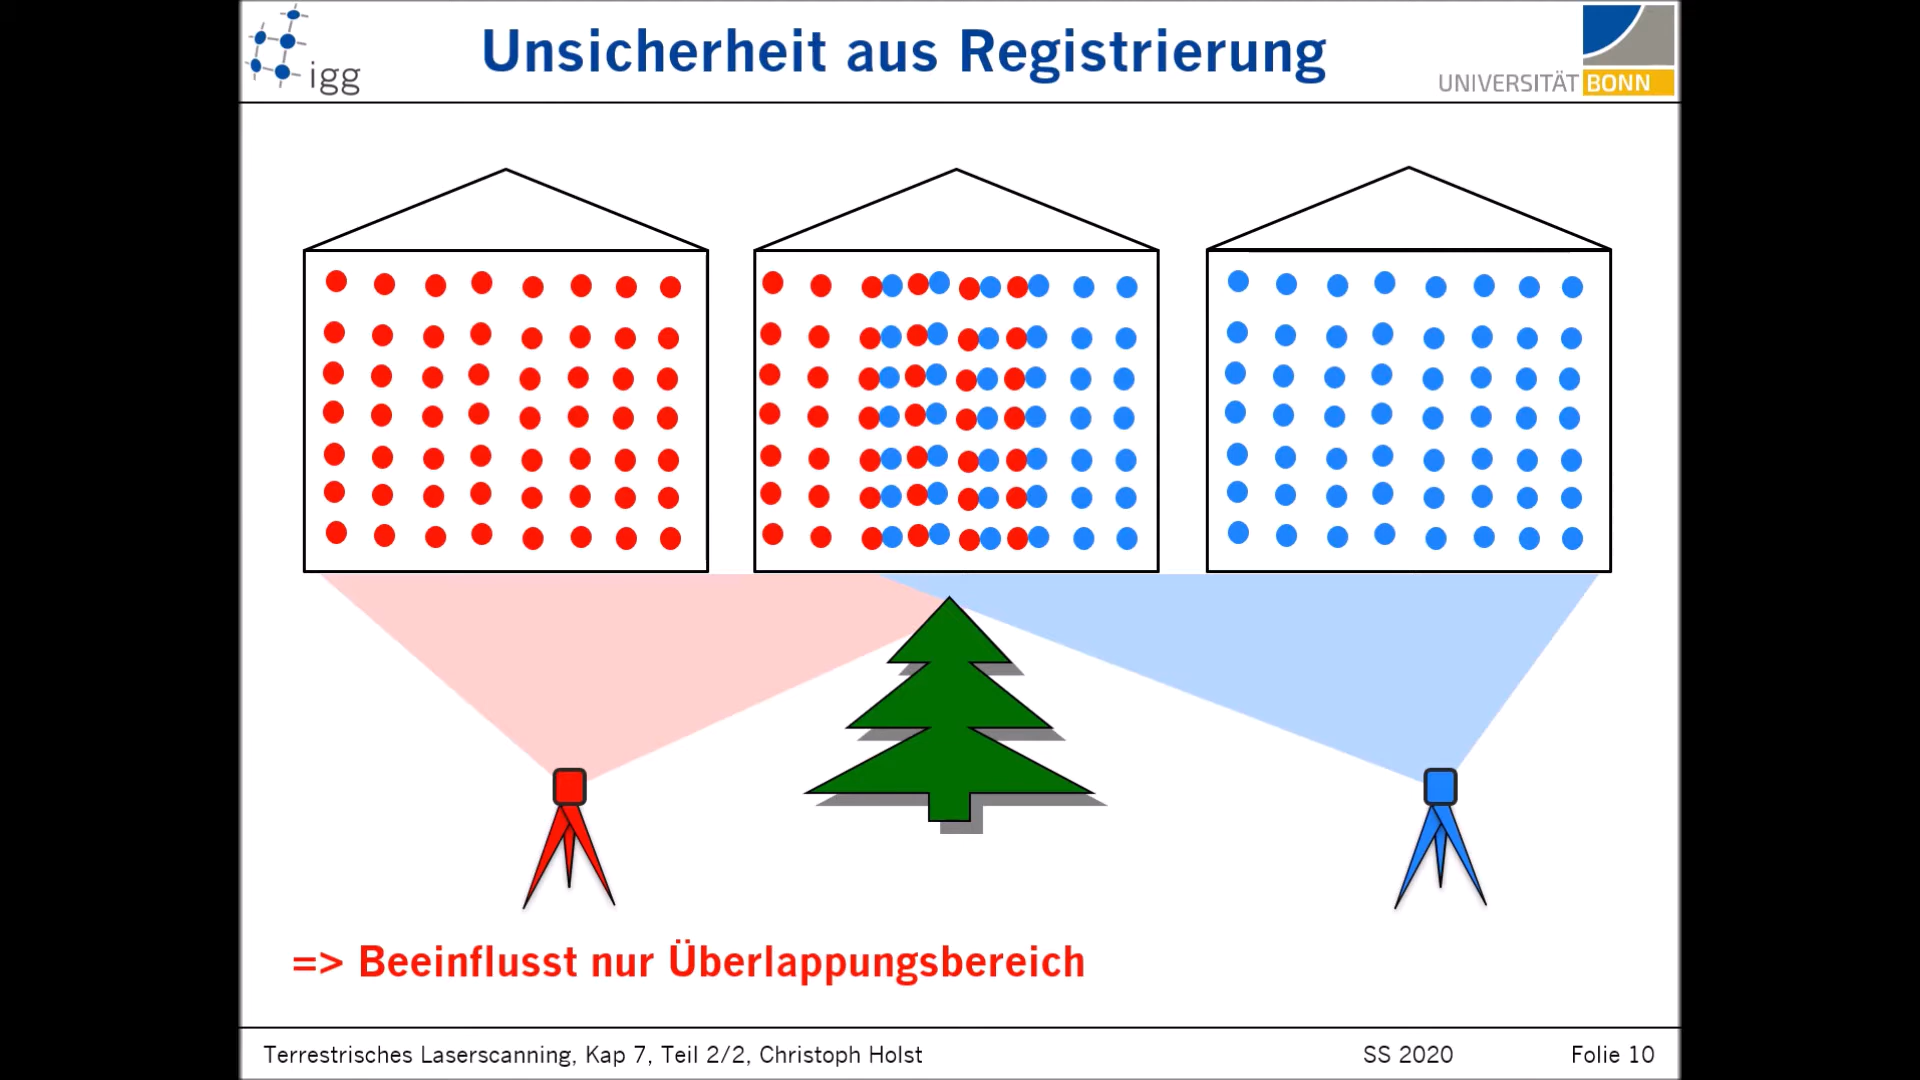 igg
Unsicherheit aus Registrierung
UNIVERSITÄT BONN
=> Beeinflusst nur Überlappungsbereich
Terrestrisches Laserscanning, Kap 7, Teil 2/2, Christoph Holst
SS 2020
Folie 10